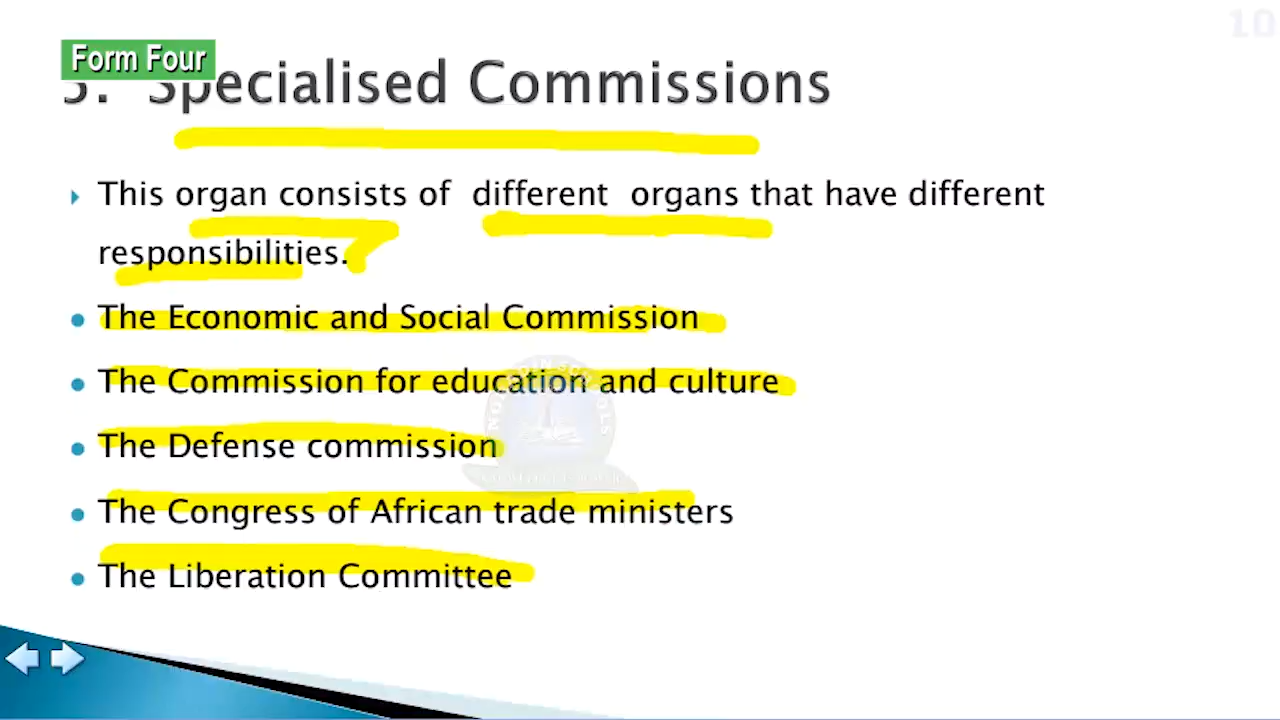 10
Form Four
Specialised Commissions
This organ consists of different organs that have different
responsibilities.
The Economic and Social Commission
The Commission for education and culture
The Defense commission
The Congress of African trade ministers
The Liberation Committee